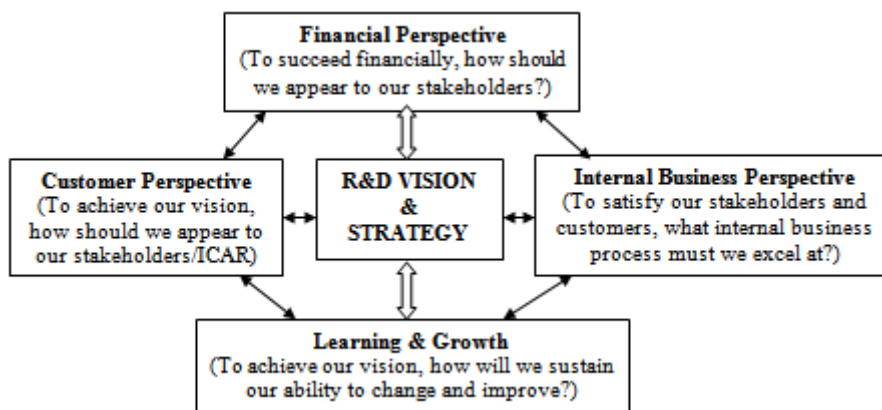 Financial Perspective
(To succeed financially, how should
we appear to our stakeholders?)
Customer Perspective
(To achieve our vision,
how should we appear to
our stakeholders/ICAR)
R&D VISION
&
STRATEGY
Internal Business Perspective
(To satisfy our stakeholders and
customers, what internal business
process must we excel at?)
Learning & Growth
(To achieve our vision, how will we sustain
our ability to change and improve?)